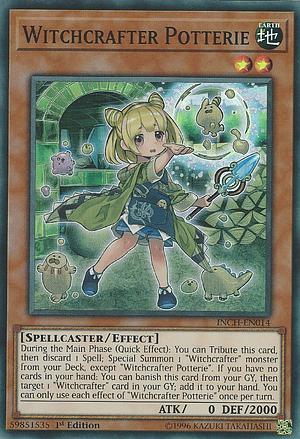 WITCHCRAFTER POTTERIE
EARTH
地
INCH-EN014
[SPELLCASTER/EFFECT]
During the Main Phase (Quick Effect): You can Tribute this card,
then discard 1 Spell; Special Summon 1 "Witchcrafter" monster
from your Deck, except "Witchcrafter Potterie". If you have no
cards in your hand: You can banish this card from your GY, then
target 1 "Witchcrafter" card in your GY; add it to your hand. You
can only use each effect of "Witchcrafter Potterie" once per turn.
ATK/ 0 DEF/2000
59851535 1st Edition ©1996 KAZUKI TAKAHASHI